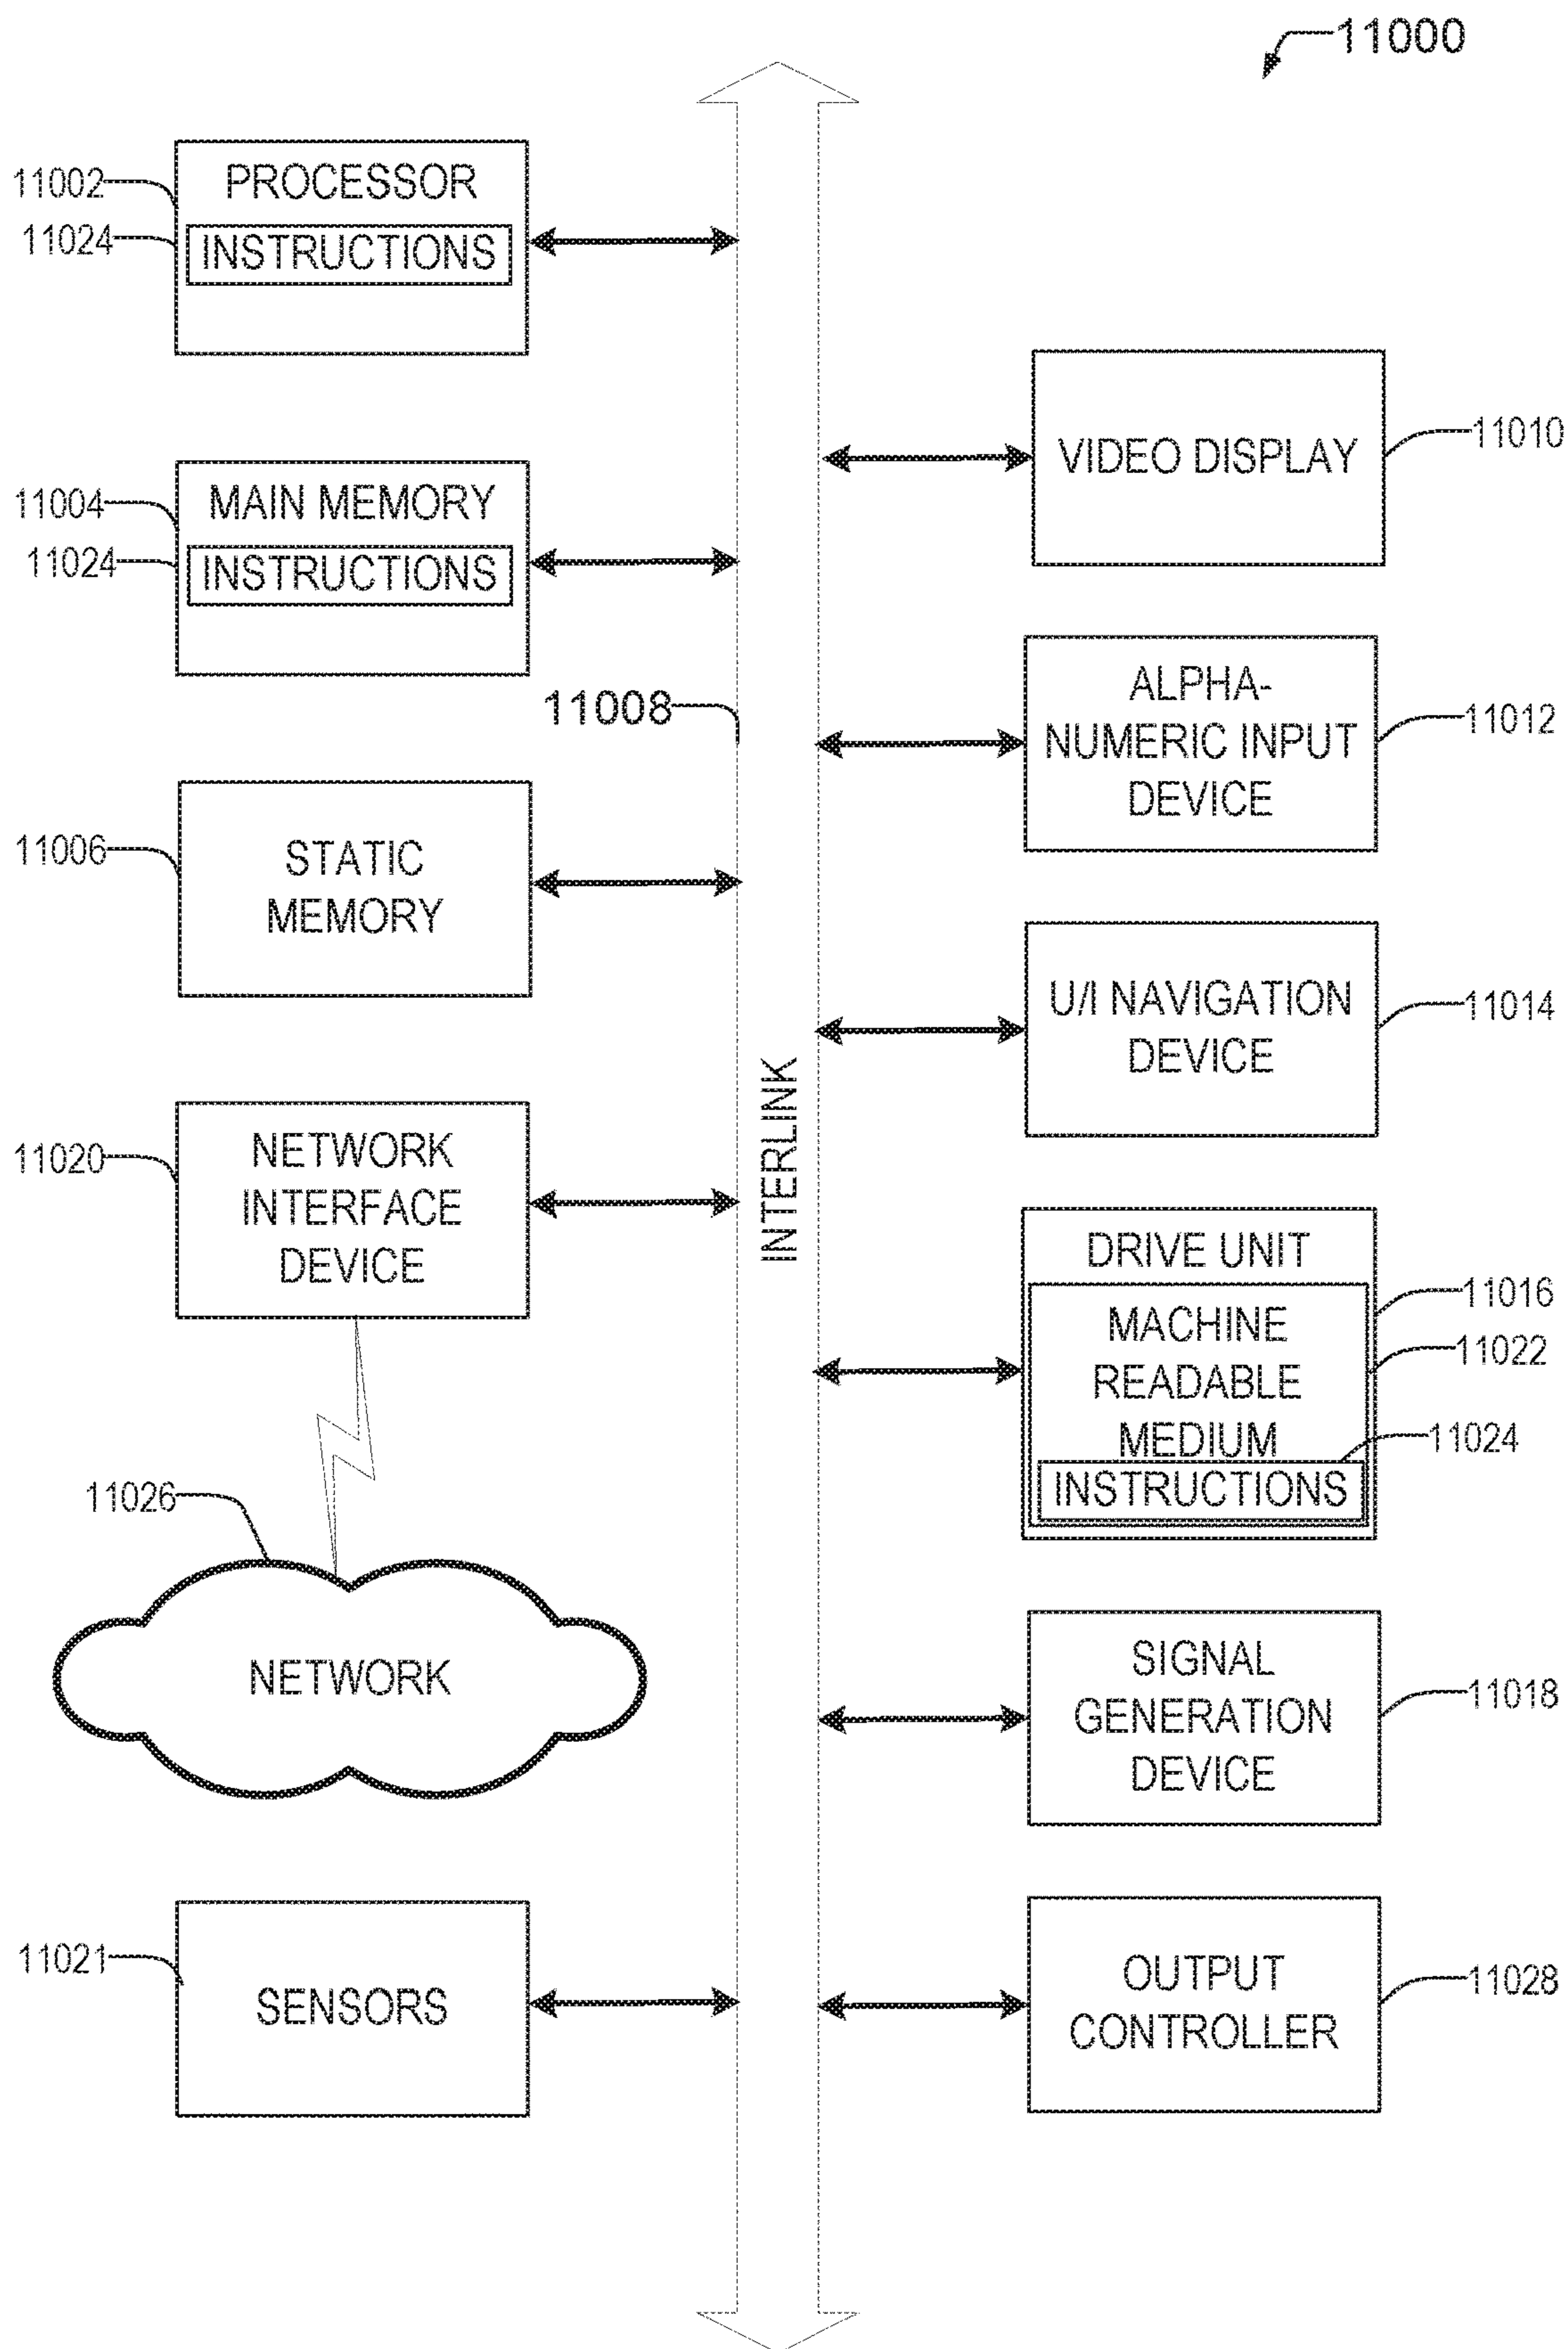 11000
11002
PROCESSOR
11024
INSTRUCTIONS
11004
MAIN MEMORY
11024
INSTRUCTIONS
11008
11006
STATIC
MEMORY
11020
NETWORK
INTERFACE
DEVICE
11026
NETWORK
11021
SENSORS
INTERLINK
VIDEO DISPLAY
11010
ALPHA-
NUMERIC INPUT
DEVICE
11012
U/I NAVIGATION
DEVICE
11014
DRIVE UNIT
11016
MACHINE
READABLE
MEDIUM
11022
11024
INSTRUCTIONS
SIGNAL
GENERATION
DEVICE
11018
OUTPUT
CONTROLLER
11028